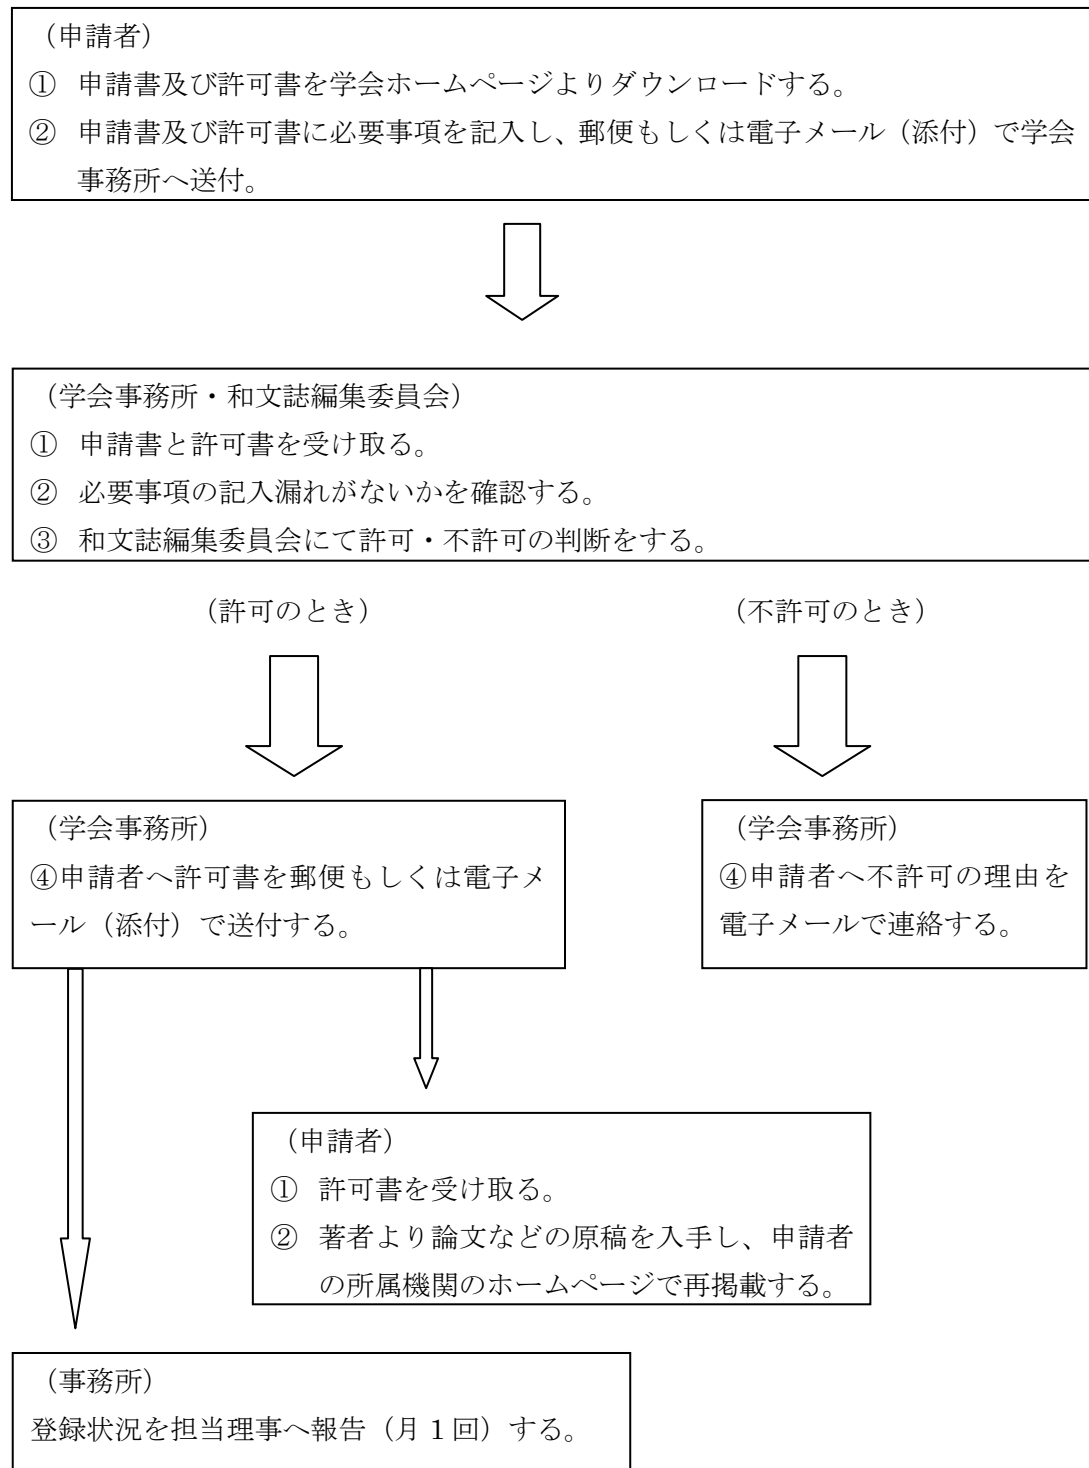 （申請者）
① 申請書及び許可書を学会ホームページよりダウンロードする。
② 申請書及び許可書に必要事項を記入し、郵便もしくは電子メール（添付）で学会
事務所へ送付。
（学会事務所・和文誌編集委員会）
① 申請書と許可書を受け取る。
② 必要事項の記入漏れがないかを確認する。
③ 和文誌編集委員会にて許可・不許可の判断をする。
（許可のとき）
（不許可のとき）
（学会事務所）
④申請者へ許可書を郵便もしくは電子メ
ール（添付）で送付する。
（学会事務所）
④申請者へ不許可の理由を
電子メールで連絡する。
（申請者）
① 許可書を受け取る。
② 著者より論文などの原稿を入手し、申請者
の所属機関のホームページで再掲載する。
（事務所）
登録状況を担当理事へ報告（月１回）する。